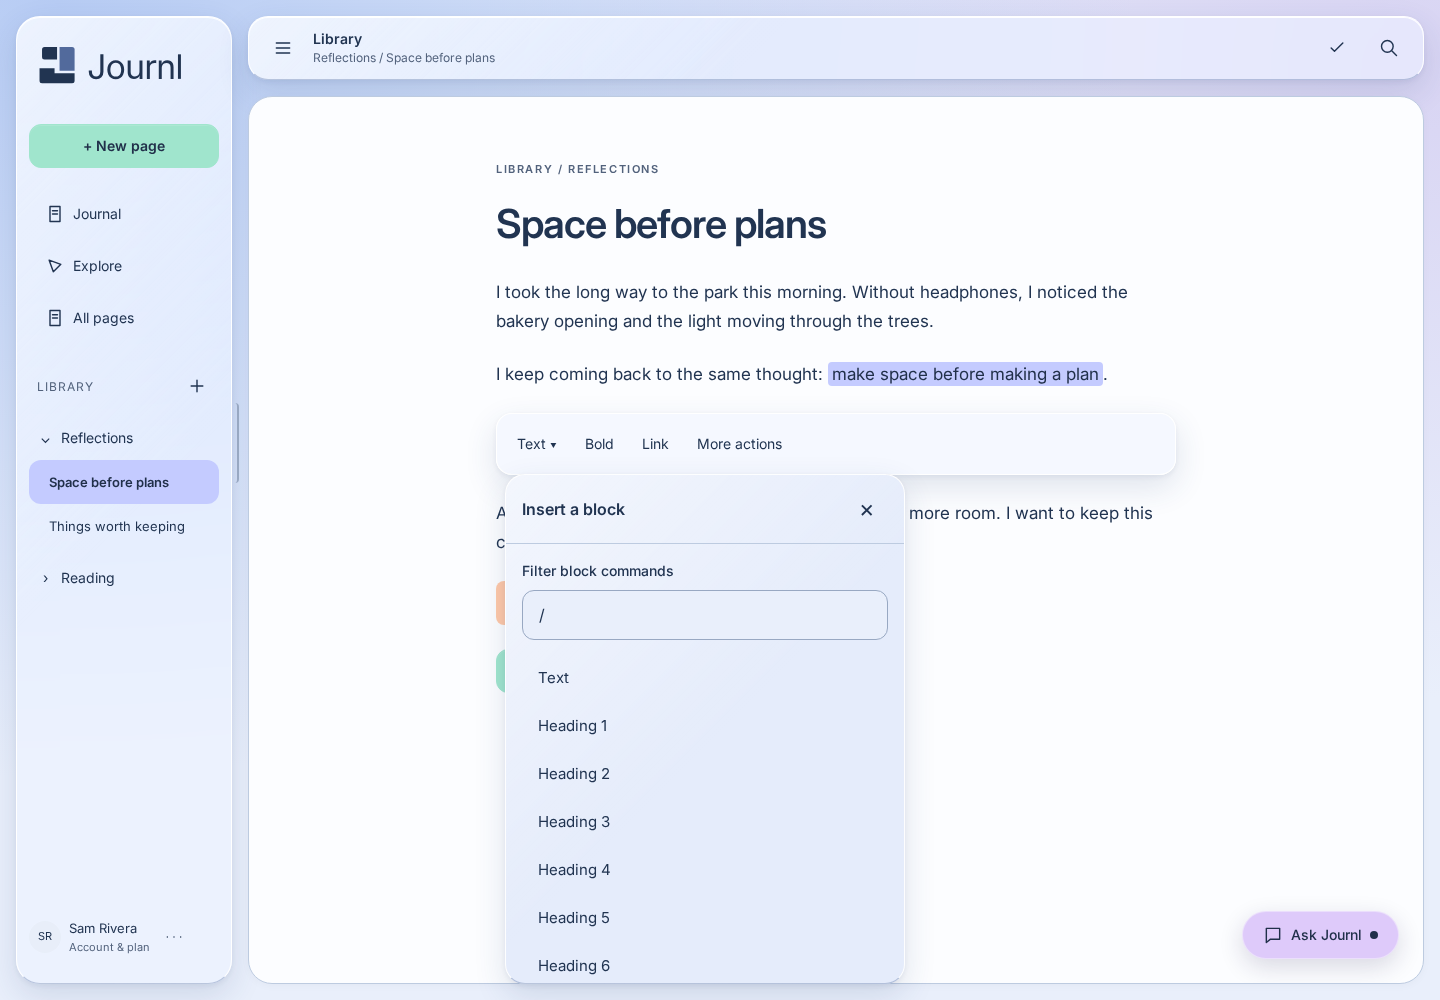 Journl
+ New page
Journal
Explore
All pages
LIBRARY
Reflections
Space before plans
Things worth keeping
Reading
SR
Sam Rivera
Account & plan
Library
Reflections / Space before plans
LIBRARY / REFLECTIONS
Space before plans
I took the long way to the park this morning. Without headphones, I noticed the
bakery opening and the light moving through the trees.
I keep coming back to the same thought: make space before making a plan.
Text ▾ Bold Link More actions
more room. I want to keep this
Insert a block
Filter block commands
/
Text
Heading 1
Heading 2
Heading 3
Heading 4
Heading 5
Heading 6
Ask Journl